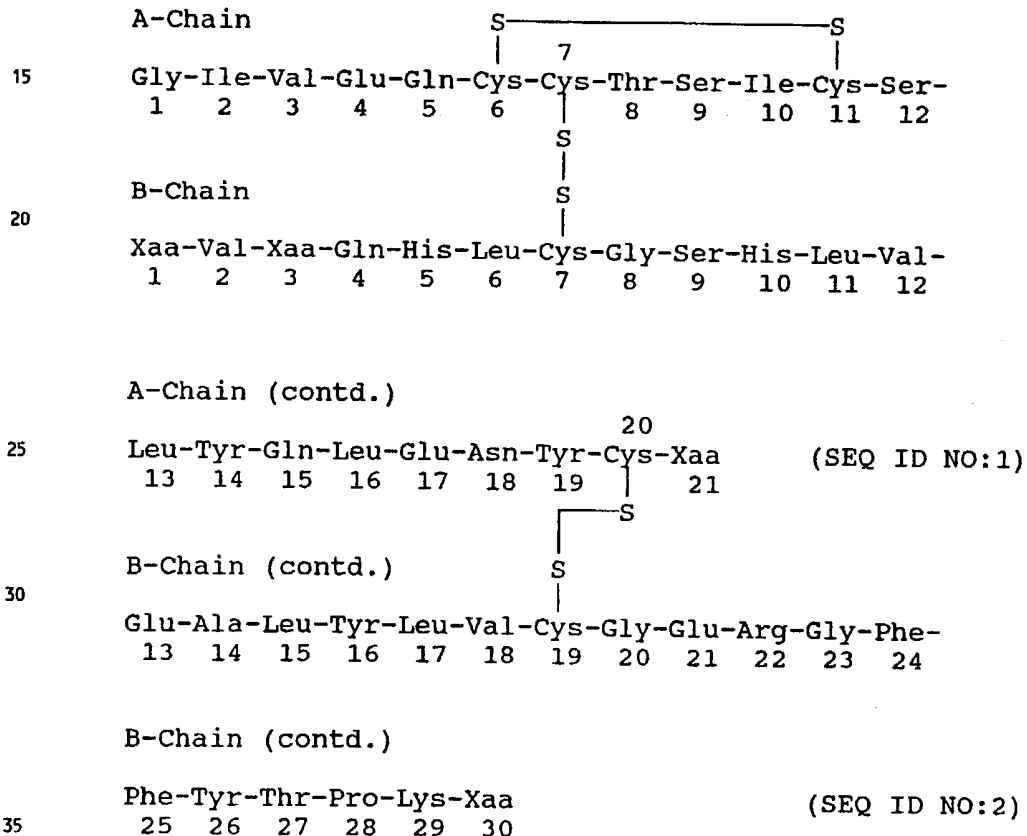 A-Chain S S
7
15 Gly-Ile-Val-Glu-Gln-Cys-Cys-Thr-Ser-Ile-Cys-Ser-
1 2 3 4 5 6 8 9 10 11 12
S
B-Chain S
20
Xaa-Val-Xaa-Gln-His-Leu-Cys-Gly-Ser-His-Leu-Val-
1 2 3 4 5 6 7 8 9 10 11 12
A-Chain (contd.)
20
25 Leu-Tyr-Gln-Leu-Glu-Asn-Tyr-Cys-Xaa (SEQ ID NO:1)
13 14 15 16 17 18 19 21
S
B-Chain (contd.) S
30
Glu-Ala-Leu-Tyr-Leu-Val-Cys-Gly-Glu-Arg-Gly-Phe-
13 14 15 16 17 18 19 20 21 22 23 24
B-Chain (contd.)
Phe-Tyr-Thr-Pro-Lys-Xaa (SEQ ID NO:2)
35 25 26 27 28 29 30